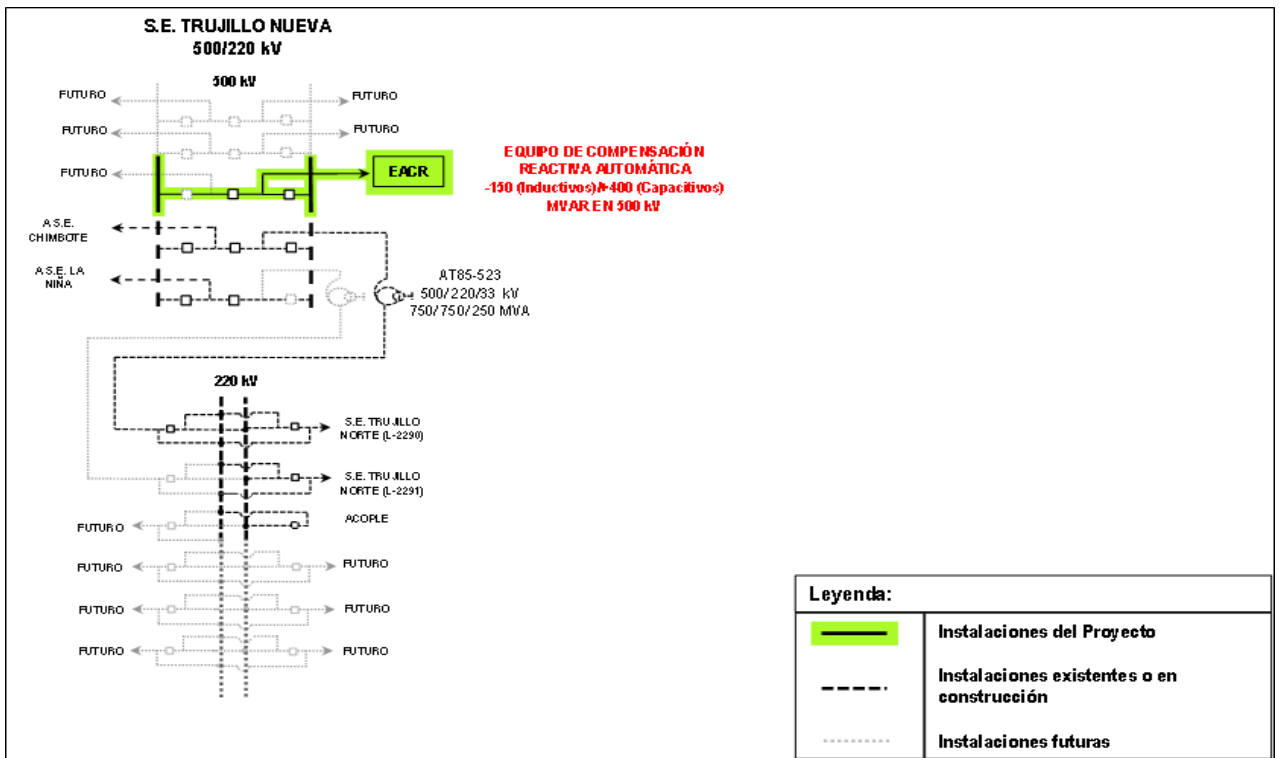 S.E. TRUJILLO NUEVA
500/220 kV
500 kV
FUTURO
FUTURO
FUTURO
FUTURO
FUTURO
EACR
EQUIPO DE COMPENSACIÓN
REACTIVA AUTOMÁTICA
-150 (Inductivos)/+400 (Capacitivos)
MVAR EN 500 kV
A S.E.
CHIMBOTE
A S.E. LA
NIÑA
AT85-523
500/220/33 kV
750/750/250 MVA
220 kV
S.E. TRUJILLO
NORTE (L-2290)
S.E. TRUJILLO
NORTE (L-2291)
ACOPLE
FUTURO
FUTURO
FUTURO
FUTURO
FUTURO
FUTURO
FUTURO
Leyenda:
Instalaciones del Proyecto
Instalaciones existentes o en
construcción
Instalaciones futuras